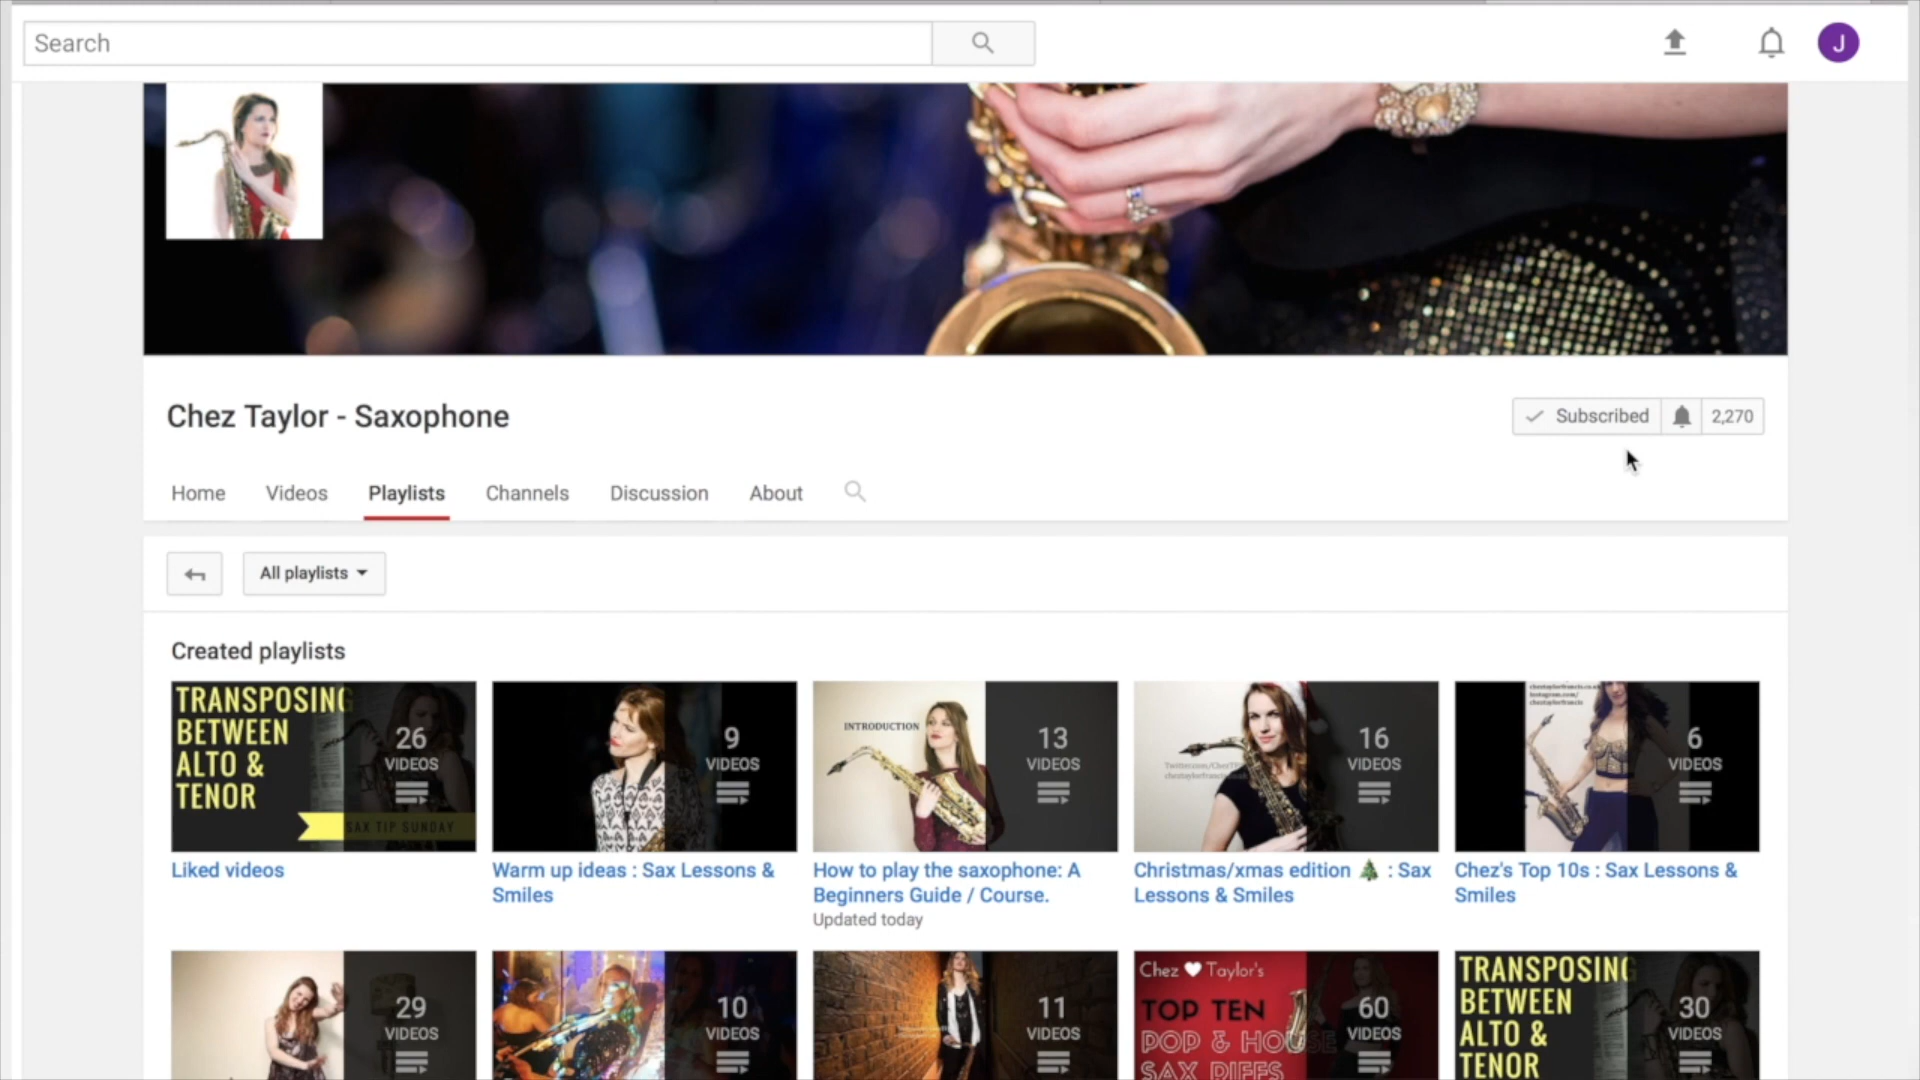 Search
J
Chez Taylor - Saxophone
Subscribed
2,270
Home
Videos
Playlists
Channels
Discussion
About
All playlists
Created playlists
TRANSPOSING
BETWEEN
ALTO &
TENOR
SAX TIP SUNDAY
26
VIDEOS
Liked videos
9
VIDEOS
Warm up ideas : Sax Lessons &
Smiles
INTRODUCTION
13
VIDEOS
How to play the saxophone: A
Beginners Guide / Course.
Updated today
16
VIDEOS
Christmas/xmas edition 🎄 : Sax
Lessons & Smiles
6
VIDEOS
Chez's Top 10s : Sax Lessons &
Smiles
29
VIDEOS
10
VIDEOS
11
VIDEOS
Chez ♥ Taylor's
TOP TEN
POP & HOUSE
SAX RIFFS
60
VIDEOS
TRANSPOSING
BETWEEN
ALTO &
TENOR
30
VIDEOS